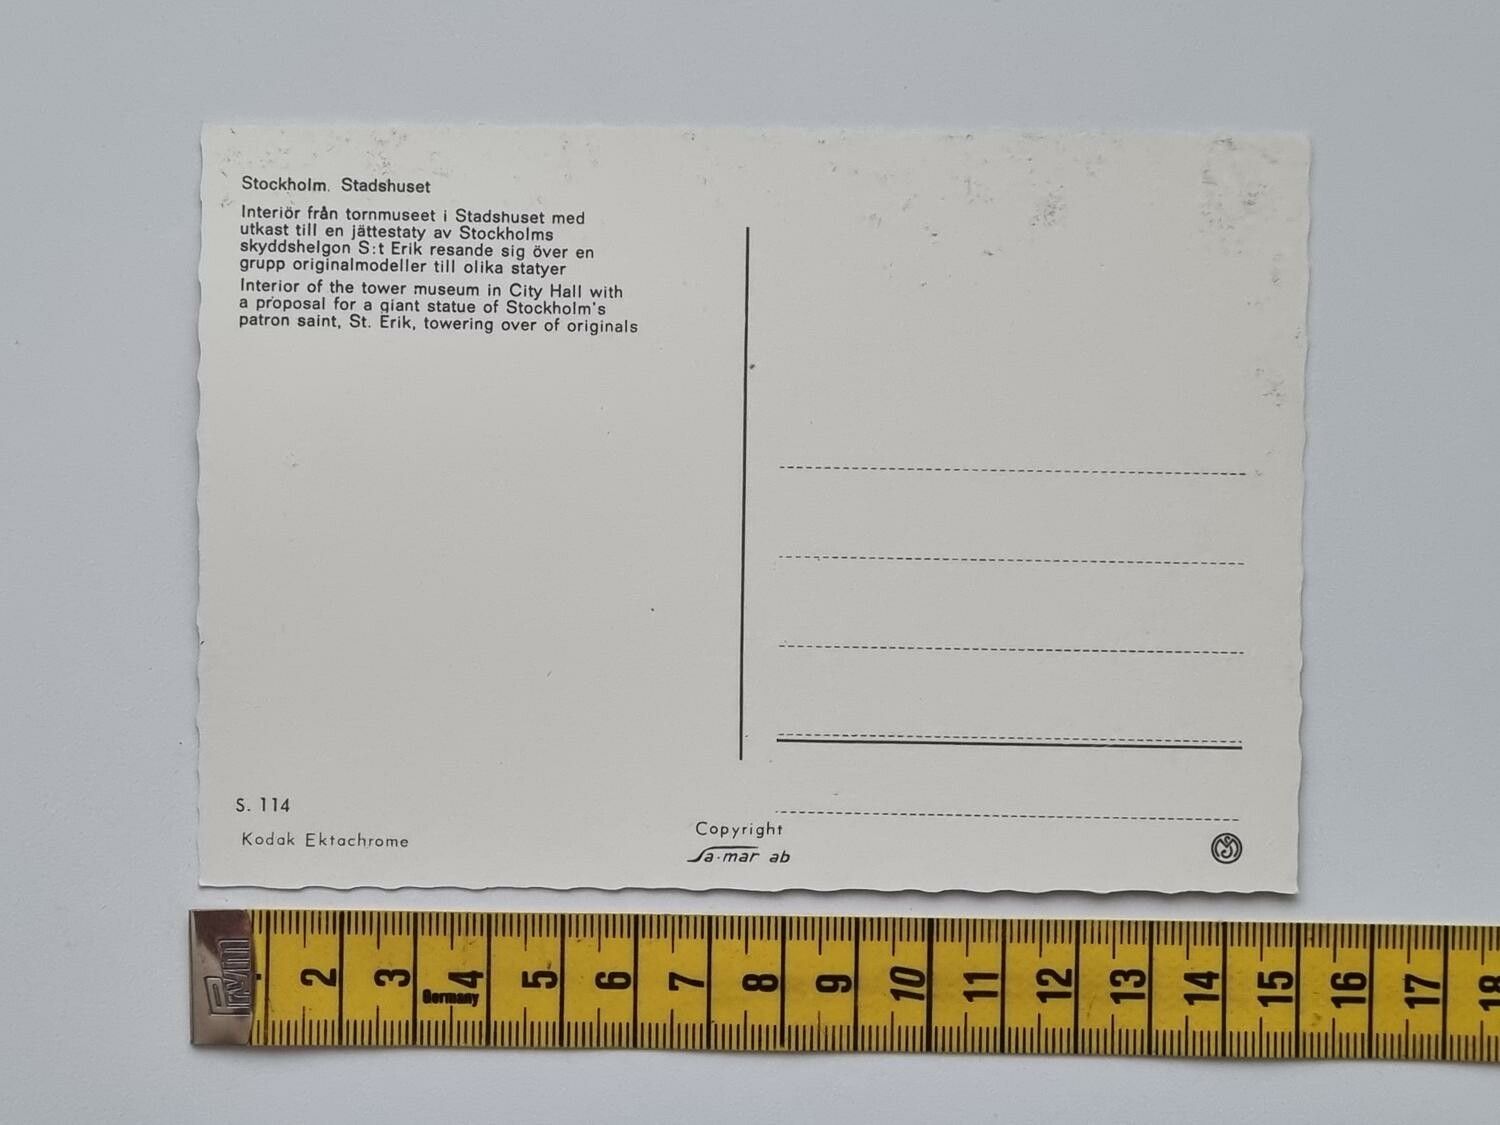 Stockholm. Stadshuset
Interiör från tornmuseet i Stadshuset med
utkast till en jättestaty av Stockholms
skyddshelgon S:t Erik resande sig över en
grupp originalmodeller till olika statyer
Interior of the tower museum in City Hall with
a proposal for a giant statue of Stockholm's
patron saint, St. Erik, towering over of originals
S. 114
Kodak Ektachrome
Copyright
Sa-mar ab
Prym
2 3 4 5 6 7 8 9 10 11 12 13 14 15 16 17 18
Germany